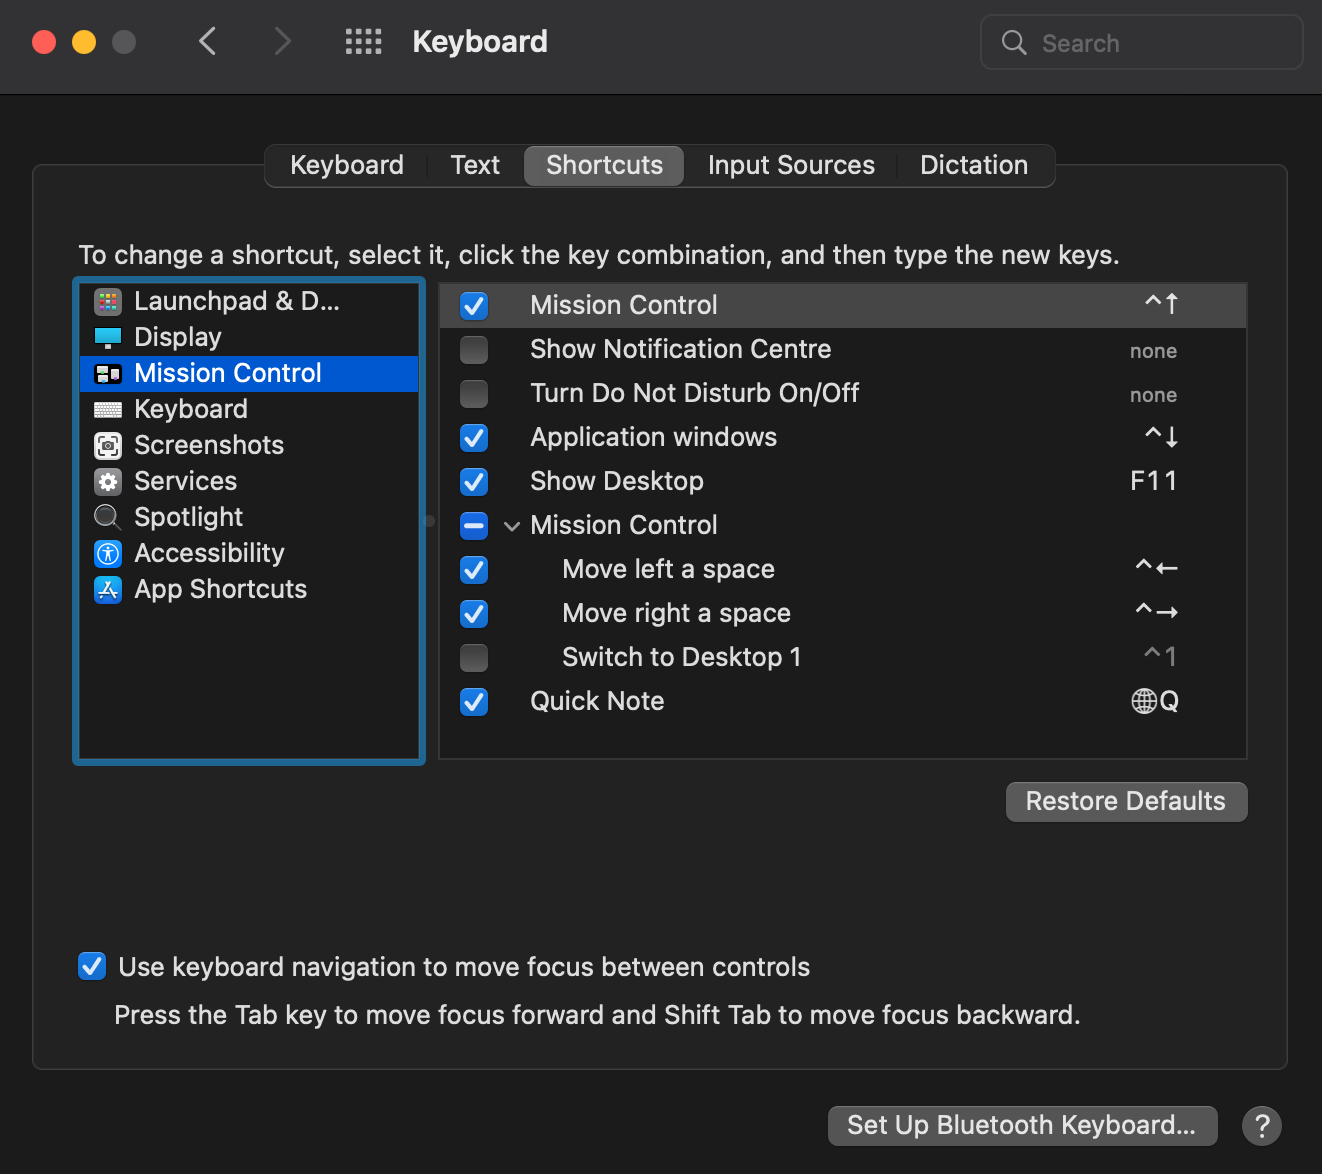 Keyboard
Search
Keyboard Text Shortcuts Input Sources Dictation
To change a shortcut, select it, click the key combination, and then type the new keys.
Launchpad & D...
Display
Mission Control
Keyboard
Screenshots
Services
Spotlight
Accessibility
App Shortcuts
Mission Control ^↑
Show Notification Centre none
Turn Do Not Disturb On/Off none
Application windows ^↓
Show Desktop F11
Mission Control
Move left a space ^←
Move right a space ^→
Switch to Desktop 1 ^1
Quick Note 🌐Q
Restore Defaults
Use keyboard navigation to move focus between controls
Press the Tab key to move focus forward and Shift Tab to move focus backward.
Set Up Bluetooth Keyboard... ?